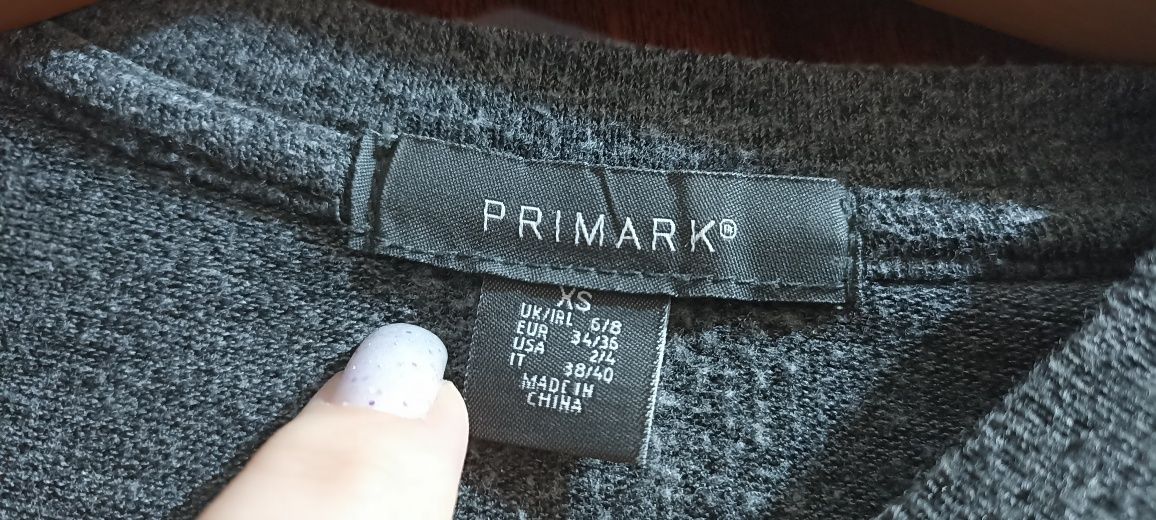 PRIMARK®
XS
UK/IRL 6/8
EUR 34/36
USA 2/4
IT 38/40
MADE IN
CHINA